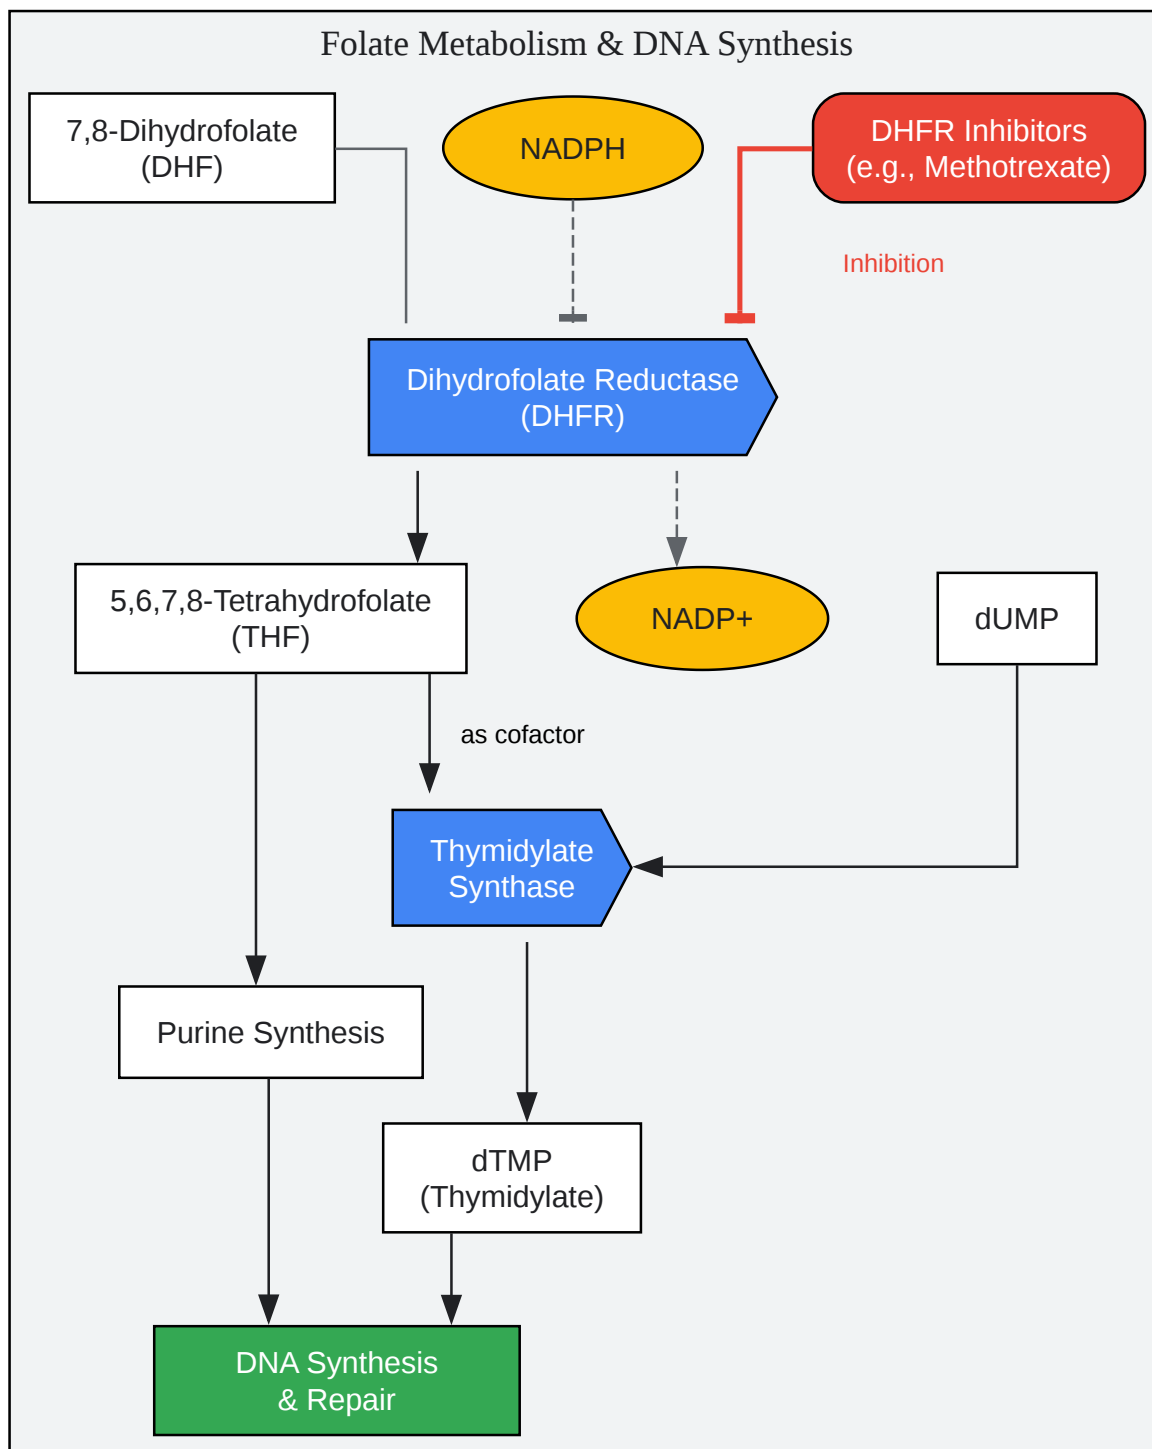 Folate Metabolism & DNA Synthesis
7,8-Dihydrofolate
(DHF)
NADPH
DHFR Inhibitors
(e.g., Methotrexate)
Inhibition
Dihydrofolate Reductase
(DHFR)
5,6,7,8-Tetrahydrofolate
(THF)
NADP+
dUMP
as cofactor
Thymidylate
Synthase
Purine Synthesis
dTMP
(Thymidylate)
DNA Synthesis
& Repair